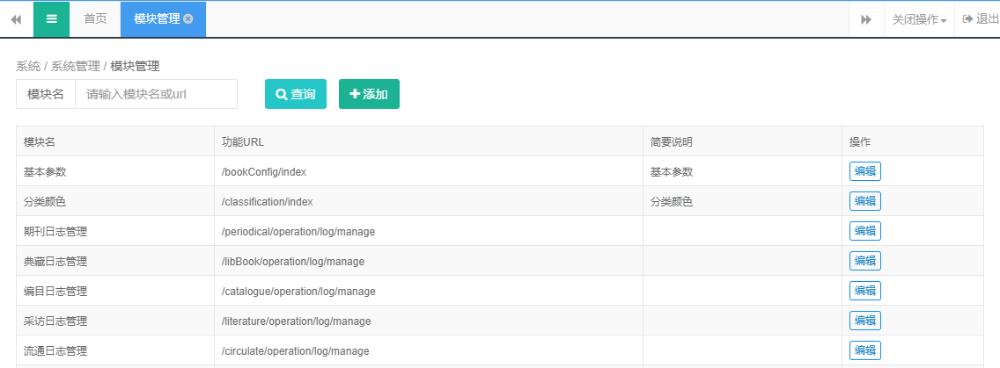 首页 模块管理 关闭操作 退出
系统 / 系统管理 / 模块管理
模块名 请输入模块名或url 查询 添加
模块名 功能URL 简要说明 操作
基本参数 /bookConfig/index 基本参数 编辑
分类颜色 /classification/index 分类颜色 编辑
期刊日志管理 /periodical/operation/log/manage 编辑
典藏日志管理 /libBook/operation/log/manage 编辑
编目日志管理 /catalogue/operation/log/manage 编辑
采访日志管理 /literature/operation/log/manage 编辑
流通日志管理 /circulate/operation/log/manage 编辑